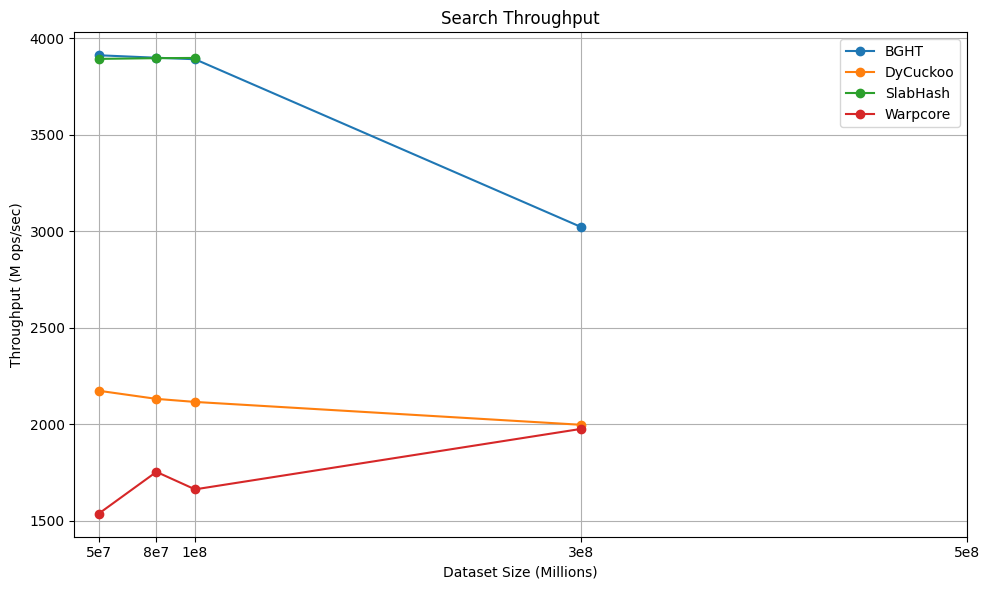 Search Throughput
4000
3500
3000
2500
2000
1500
Throughput (M ops/sec)
BGHT
DyCuckoo
SlabHash
Warpcore
5e7
8e7
1e8
3e8
5e8
Dataset Size (Millions)